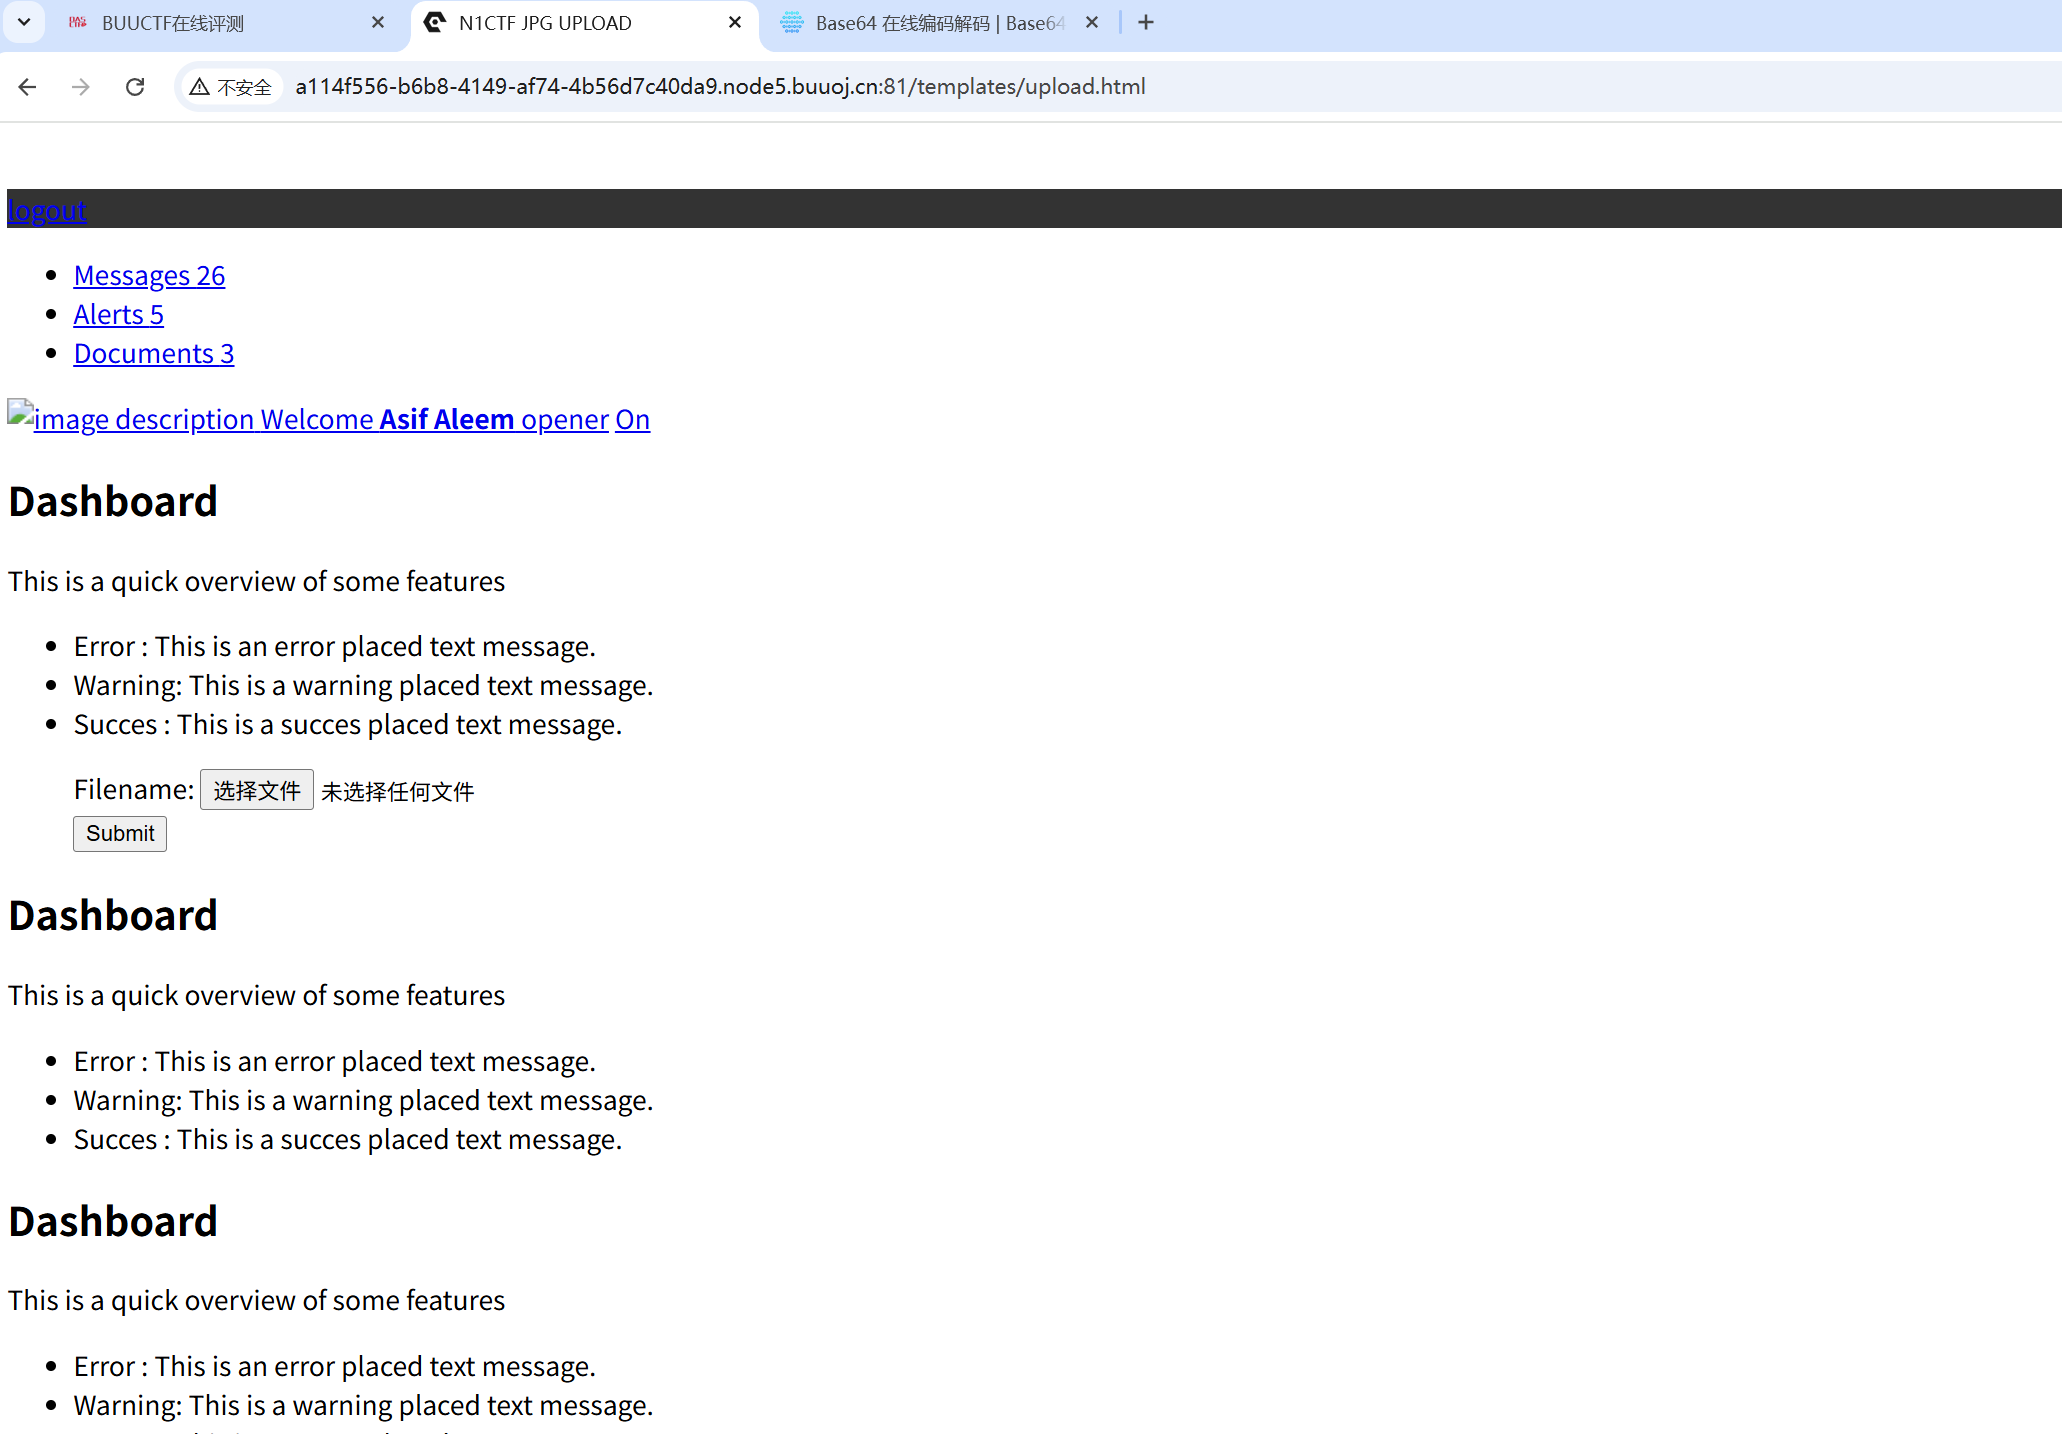 BUUCTF在线评测
N1CTF JPG UPLOAD
Base64 在线编码解码 | Base64
不安全
a114f556-b6b8-4149-af74-4b56d7c40da9.node5.buuoj.cn:81/templates/upload.html
logout
Messages 26
Alerts 5
Documents 3
image description Welcome Asif Aleem opener On
Dashboard
This is a quick overview of some features
Error : This is an error placed text message.
Warning: This is a warning placed text message.
Succes : This is a succes placed text message.
Filename: 选择文件 未选择任何文件
Submit
Dashboard
This is a quick overview of some features
Error : This is an error placed text message.
Warning: This is a warning placed text message.
Succes : This is a succes placed text message.
Dashboard
This is a quick overview of some features
Error : This is an error placed text message.
Warning: This is a warning placed text message.